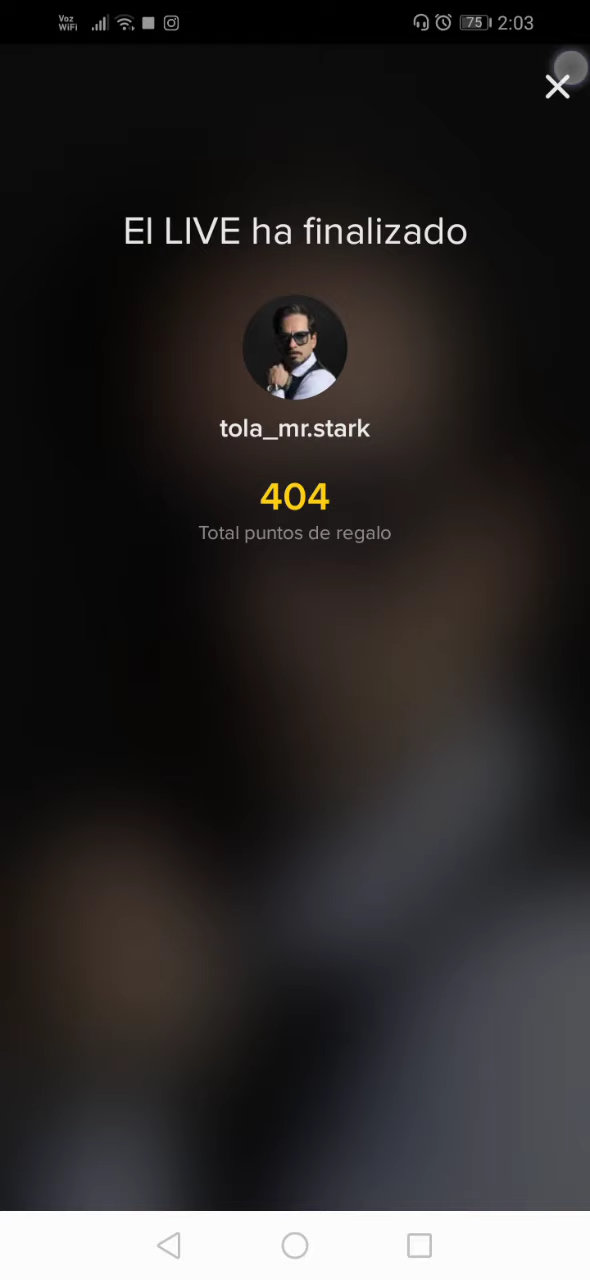 Voz
WiFi
75
2:03
El LIVE ha finalizado
tola_mr.stark
404
Total puntos de regalo